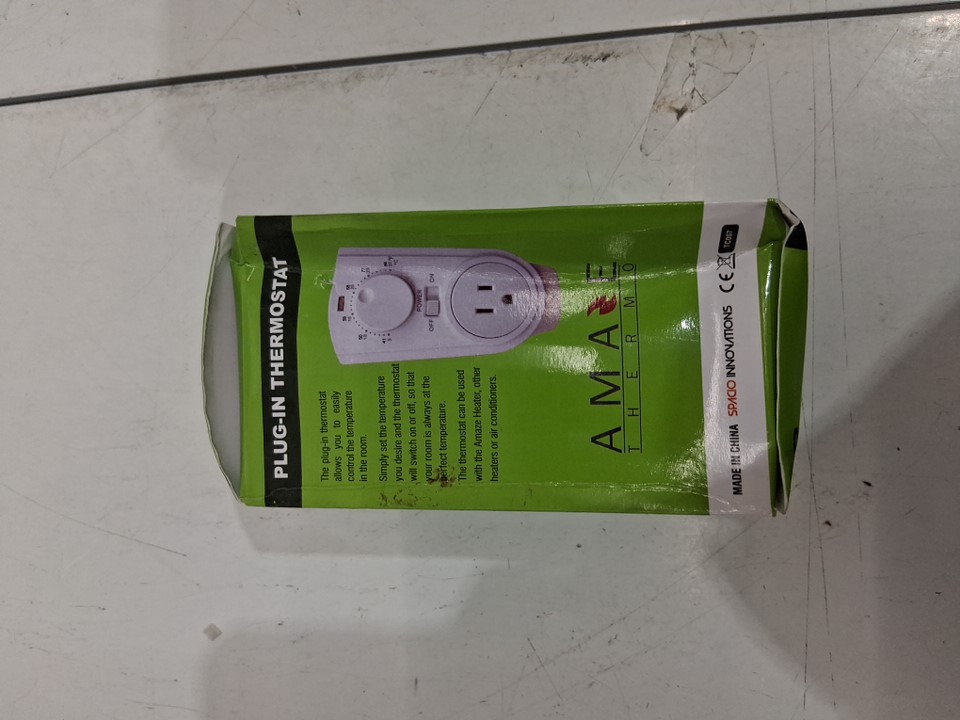 PLUG-IN THERMOSTAT
The plug-in thermostat
allows you to easily
control the temperature
in the room.
Simply set the temperature
you desire and the thermostat
will switch on or off, so that
your room is always at the
perfect temperature.
The thermostat can be used
with the Amaze Heater, other
heaters or air conditioners.
POWER
OFF ON
AMAZE
THERMO
MADE IN CHINA SPACIO INNOVATIONS CE TC007